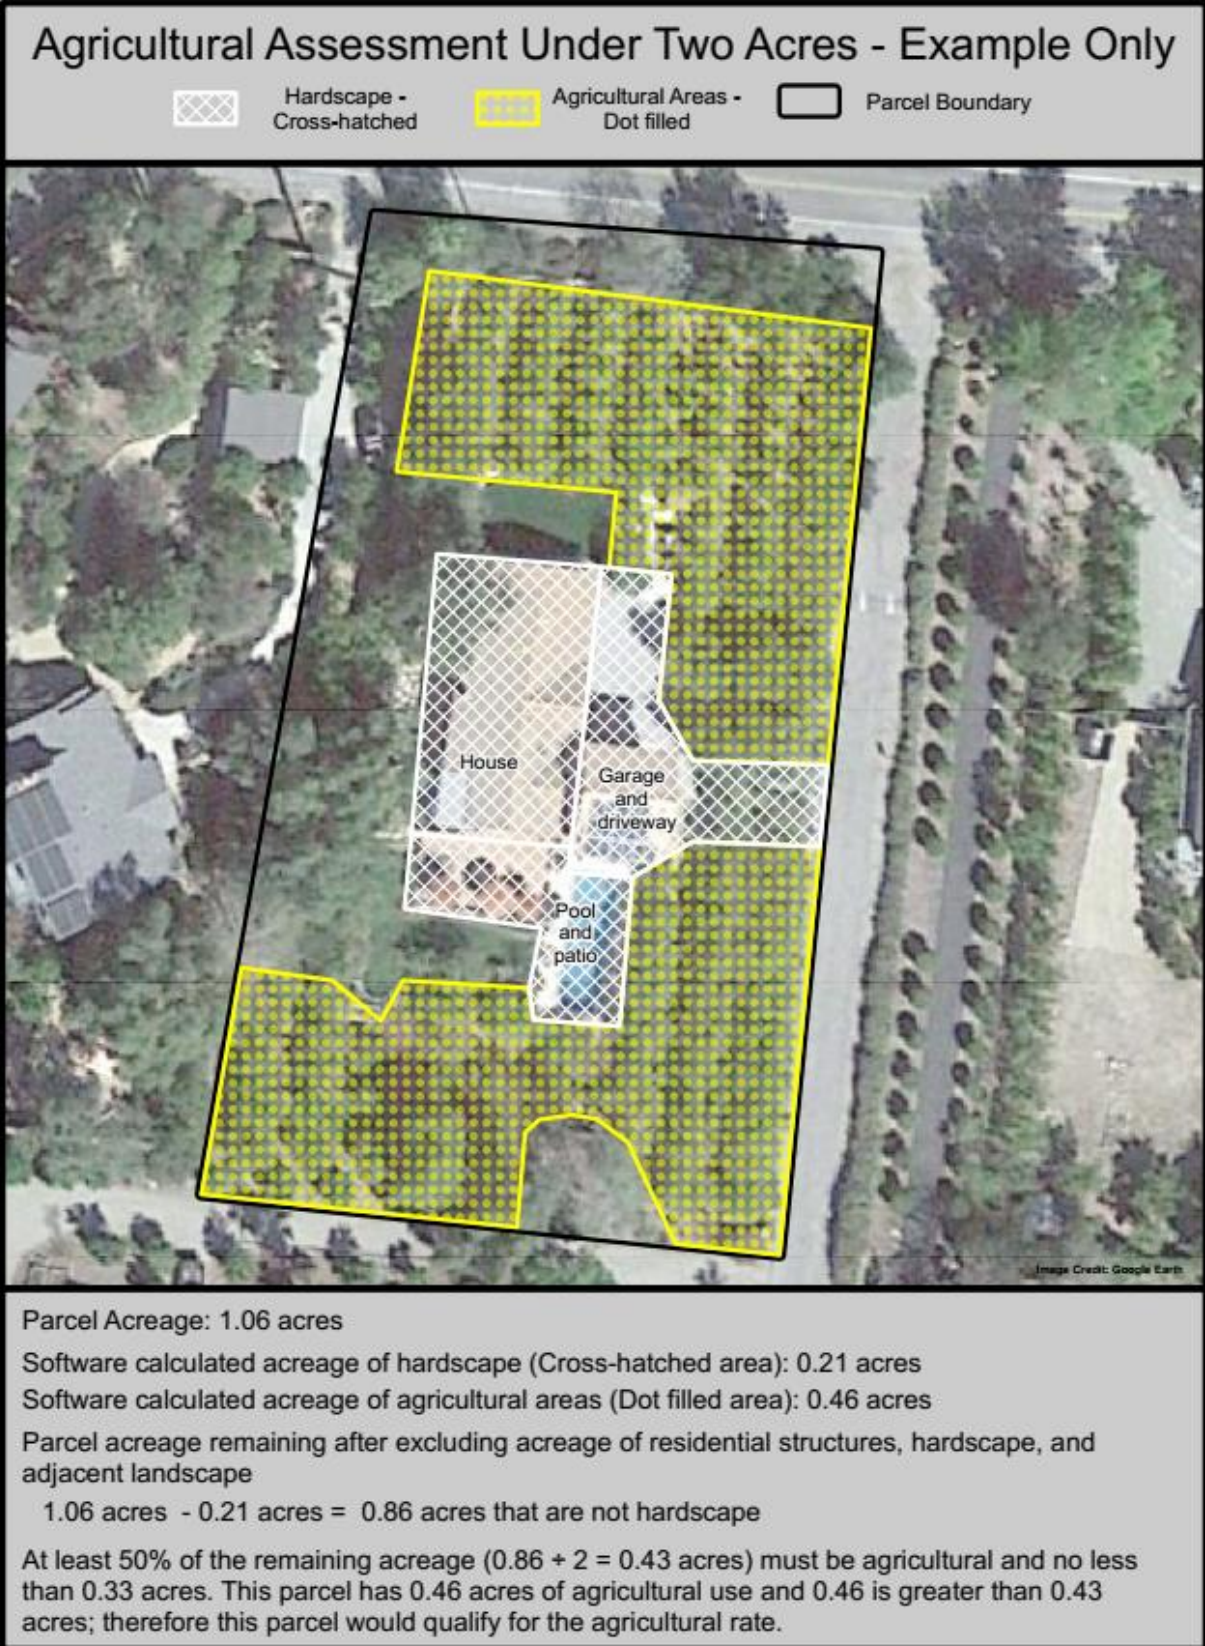 Agricultural Assessment Under Two Acres - Example Only
Hardscape -
Cross-hatched
Agricultural Areas -
Dot filled
Parcel Boundary
House
Garage
and
driveway
Pool
and
patio
Image Credit: Google Earth
Parcel Acreage: 1.06 acres
Software calculated acreage of hardscape (Cross-hatched area): 0.21 acres
Software calculated acreage of agricultural areas (Dot filled area): 0.46 acres
Parcel acreage remaining after excluding acreage of residential structures, hardscape, and
adjacent landscape
1.06 acres - 0.21 acres = 0.86 acres that are not hardscape
At least 50% of the remaining acreage (0.86 + 2 = 0.43 acres) must be agricultural and no less
than 0.33 acres. This parcel has 0.46 acres of agricultural use and 0.46 is greater than 0.43
acres; therefore this parcel would qualify for the agricultural rate.